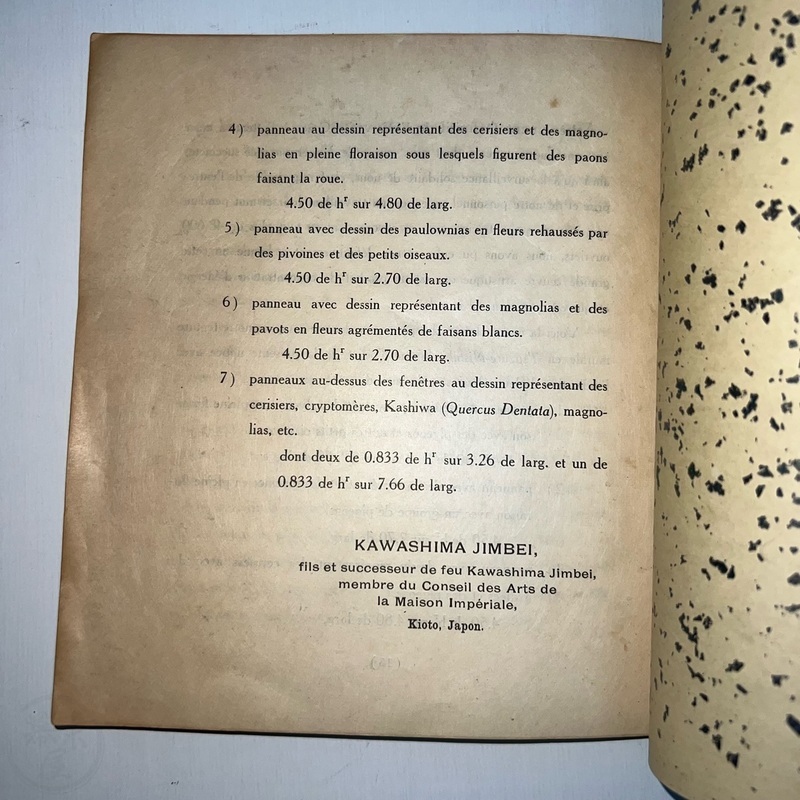 4) panneau au dessin représentant des cerisiers et des magno-
lias en pleine floraison sous lesquels figurent des paons
faisant la roue.
4.50 de hr sur 4.80 de larg.
5) panneau avec dessin des paulownias en fleurs rehaussés par
des pivoines et des petits oiseaux.
4.50 de hr sur 2.70 de larg.
6) panneau avec dessin représentant des magnolias et des
pavots en fleurs agrémentés de faisans blancs.
4.50 de hr sur 2.70 de larg.
7) panneaux au-dessus des fenêtres au dessin représentant des
cerisiers, cryptomères, Kashiwa (Quercus Dentata), magno-
lias, etc.
dont deux de 0.833 de hr sur 3.26 de larg. et un de
0.833 de hr sur 7.66 de larg.
KAWASHIMA JIMBEI,
fils et successeur de feu Kawashima Jimbei,
membre du Conseil des Arts de
la Maison Impériale,
Kioto, Japon.